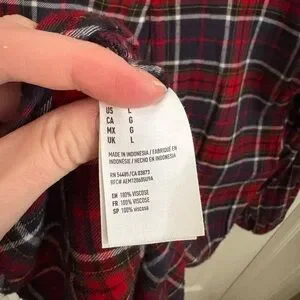 US L
CA G
MX G
UK L
MADE IN INDONESIA / FABRIQUÉ EN
INDONÉSIE / HECHO EN INDONESIA
RN 54485/CA 03073
EN 100% VISCOSE
FR 100% VISCOSE
SP 100% viscosa